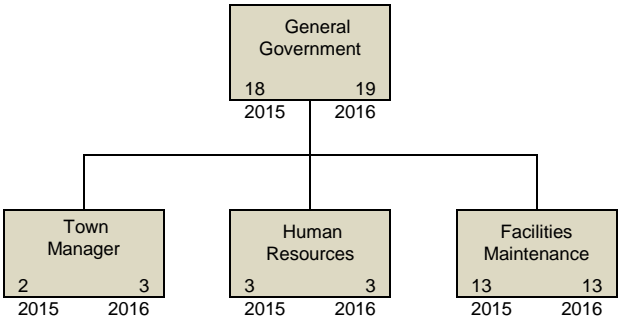 General
Government
18 19
2015 2016
Town
Manager
2 3
2015 2016
Human
Resources
3 3
2015 2016
Facilities
Maintenance
13 13
2015 2016